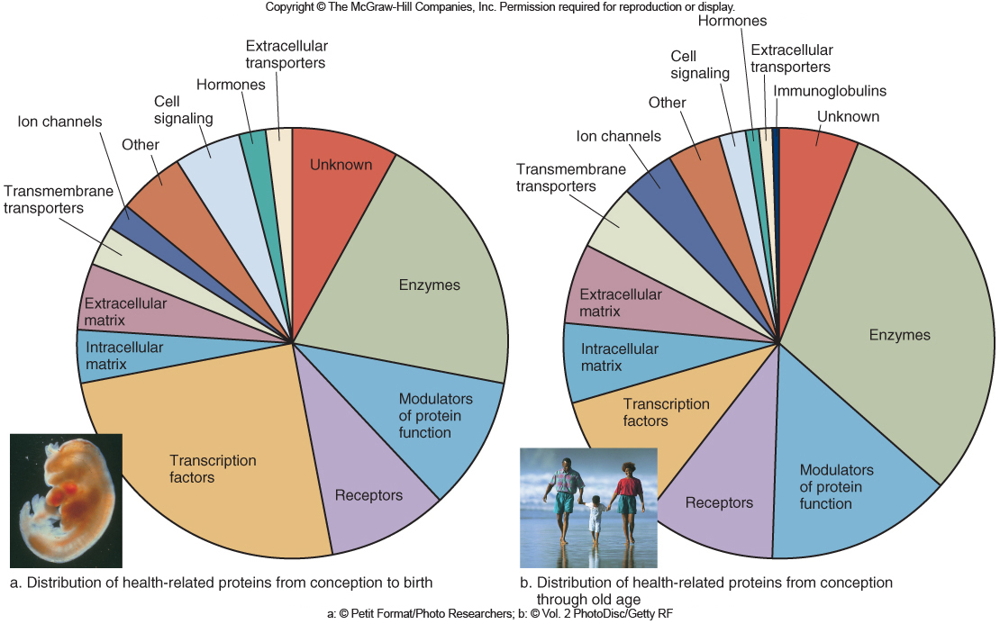 Copyright © The McGraw-Hill Companies, Inc. Permission required for reproduction or display.
Extracellular
transporters
Hormones
Cell
signaling
Ion channels
Other
Transmembrane
transporters
Unknown
Enzymes
Extracellular
matrix
Intracellular
matrix
Modulators
of protein
function
Transcription
factors
Receptors
a. Distribution of health-related proteins from conception to birth
Hormones
Extracellular
transporters
Cell
signaling
Immunoglobulins
Other
Unknown
Ion channels
Transmembrane
transporters
Extracellular
matrix
Enzymes
Intracellular
matrix
Transcription
factors
Modulators
of protein
function
Receptors
b. Distribution of health-related proteins from conception
through old age
a: © Petit Format/Photo Researchers; b: © Vol. 2 PhotoDisc/Getty RF